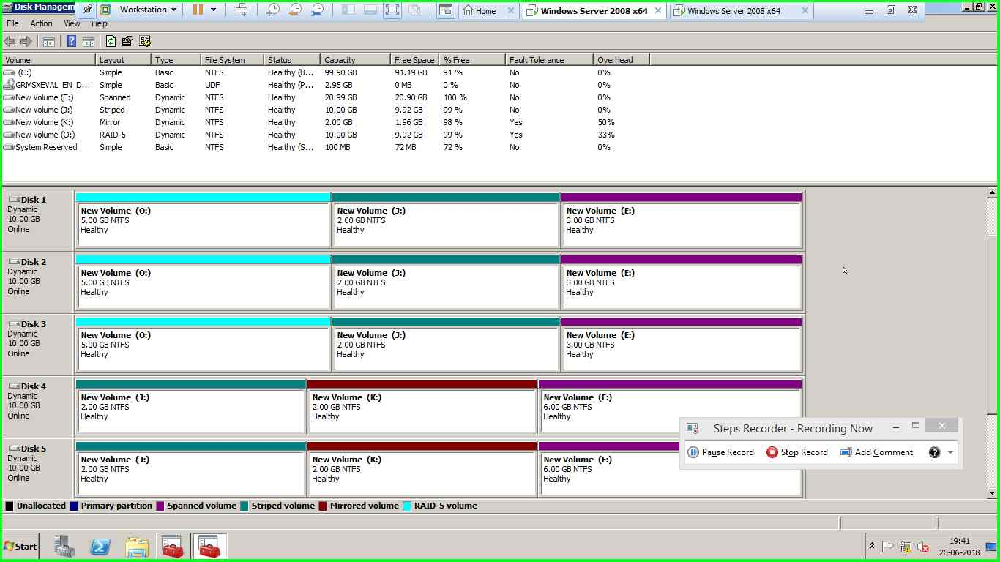 Disk Managem
Workstation
Home
Windows Server 2008 x64
Windows Server 2008 x64
File Action View Help
Volume Layout Type File System Status Capacity Free Space % Free Fault Tolerance Overhead
(C:) Simple Basic NTFS Healthy (B... 99.90 GB 91.19 GB 91 % No 0%
GRMSXEVAL_EN_D... Simple Basic UDF Healthy (P... 2.95 GB 0 MB 0 % No 0%
New Volume (E:) Spanned Dynamic NTFS Healthy 20.99 GB 20.90 GB 100 % No 0%
New Volume (J:) Striped Dynamic NTFS Healthy 10.00 GB 9.92 GB 99 % No 0%
New Volume (K:) Mirror Dynamic NTFS Healthy 2.00 GB 1.96 GB 98 % Yes 50%
New Volume (O:) RAID-5 Dynamic NTFS Healthy 10.00 GB 9.92 GB 99 % Yes 33%
System Reserved Simple Basic NTFS Healthy (S... 100 MB 72 MB 72 % No 0%
Disk 1
Dynamic
10.00 GB
Online
New Volume (O:)
5.00 GB NTFS
Healthy
New Volume (J:)
2.00 GB NTFS
Healthy
New Volume (E:)
3.00 GB NTFS
Healthy
Disk 2
Dynamic
10.00 GB
Online
New Volume (O:)
5.00 GB NTFS
Healthy
New Volume (J:)
2.00 GB NTFS
Healthy
New Volume (E:)
3.00 GB NTFS
Healthy
Disk 3
Dynamic
10.00 GB
Online
New Volume (O:)
5.00 GB NTFS
Healthy
New Volume (J:)
2.00 GB NTFS
Healthy
New Volume (E:)
3.00 GB NTFS
Healthy
Disk 4
Dynamic
10.00 GB
Online
New Volume (J:)
2.00 GB NTFS
Healthy
New Volume (K:)
2.00 GB NTFS
Healthy
New Volume (E:)
6.00 GB NTFS
Healthy
Disk 5
Dynamic
10.00 GB
Online
New Volume (J:)
2.00 GB NTFS
Healthy
New Volume (K:)
2.00 GB NTFS
Healthy
New Volume (E:)
6.00 GB NTFS
Healthy
Steps Recorder - Recording Now
Pause Record Stop Record Add Comment
Unallocated Primary partition Spanned volume Striped volume Mirrored volume RAID-5 volume
Start
19:41
26-06-2018